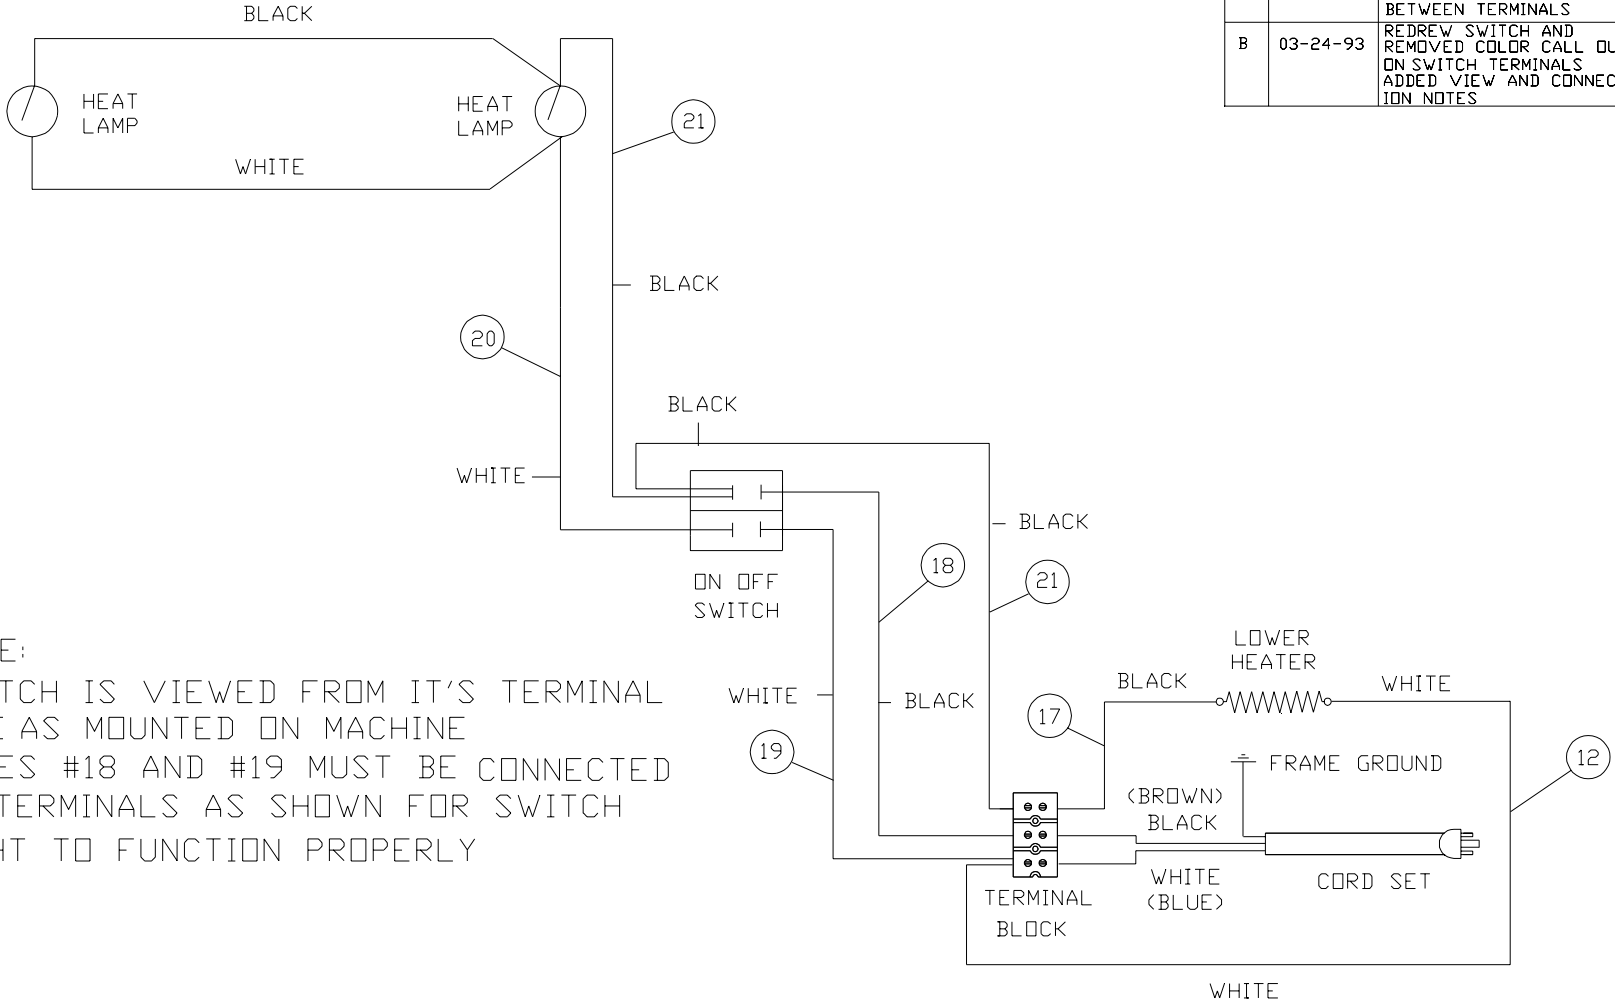 BLACK
BETWEEN TERMINALS
B 03-24-93 REDREW SWITCH AND
REMOVED COLOR CALL
ON SWITCH TERMINALS
ADDED VIEW AND CONNEC
ION NOTES
HEAT
LAMP
HEAT
LAMP
21
WHITE
BLACK
20
BLACK
WHITE
BLACK
ON OFF
SWITCH
18
21
E:
TCH IS VIEWED FROM IT'S TERMINAL
AS MOUNTED ON MACHINE
ES #18 AND #19 MUST BE CONNECTED
TERMINALS AS SHOWN FOR SWITCH
HT TO FUNCTION PROPERLY
LOWER
HEATER
BLACK
WHITE
WHITE
BLACK
17
19
12
FRAME GROUND
(BROWN)
BLACK
WHITE
(BLUE)
CORD SET
TERMINAL
BLOCK
WHITE